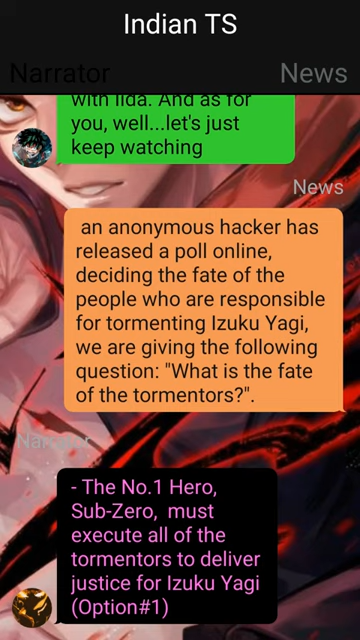 Indian TS
Narrator
News
with Iida. And as for
you, well...let's just
keep watching
News
an anonymous hacker has
released a poll online,
deciding the fate of the
people who are responsible
for tormenting Izuku Yagi,
we are giving the following
question: "What is the fate
of the tormentors?".
Narrator
- The No.1 Hero,
Sub-Zero,  must
execute all of the
tormentors to deliver
justice for Izuku Yagi
(Option#1)